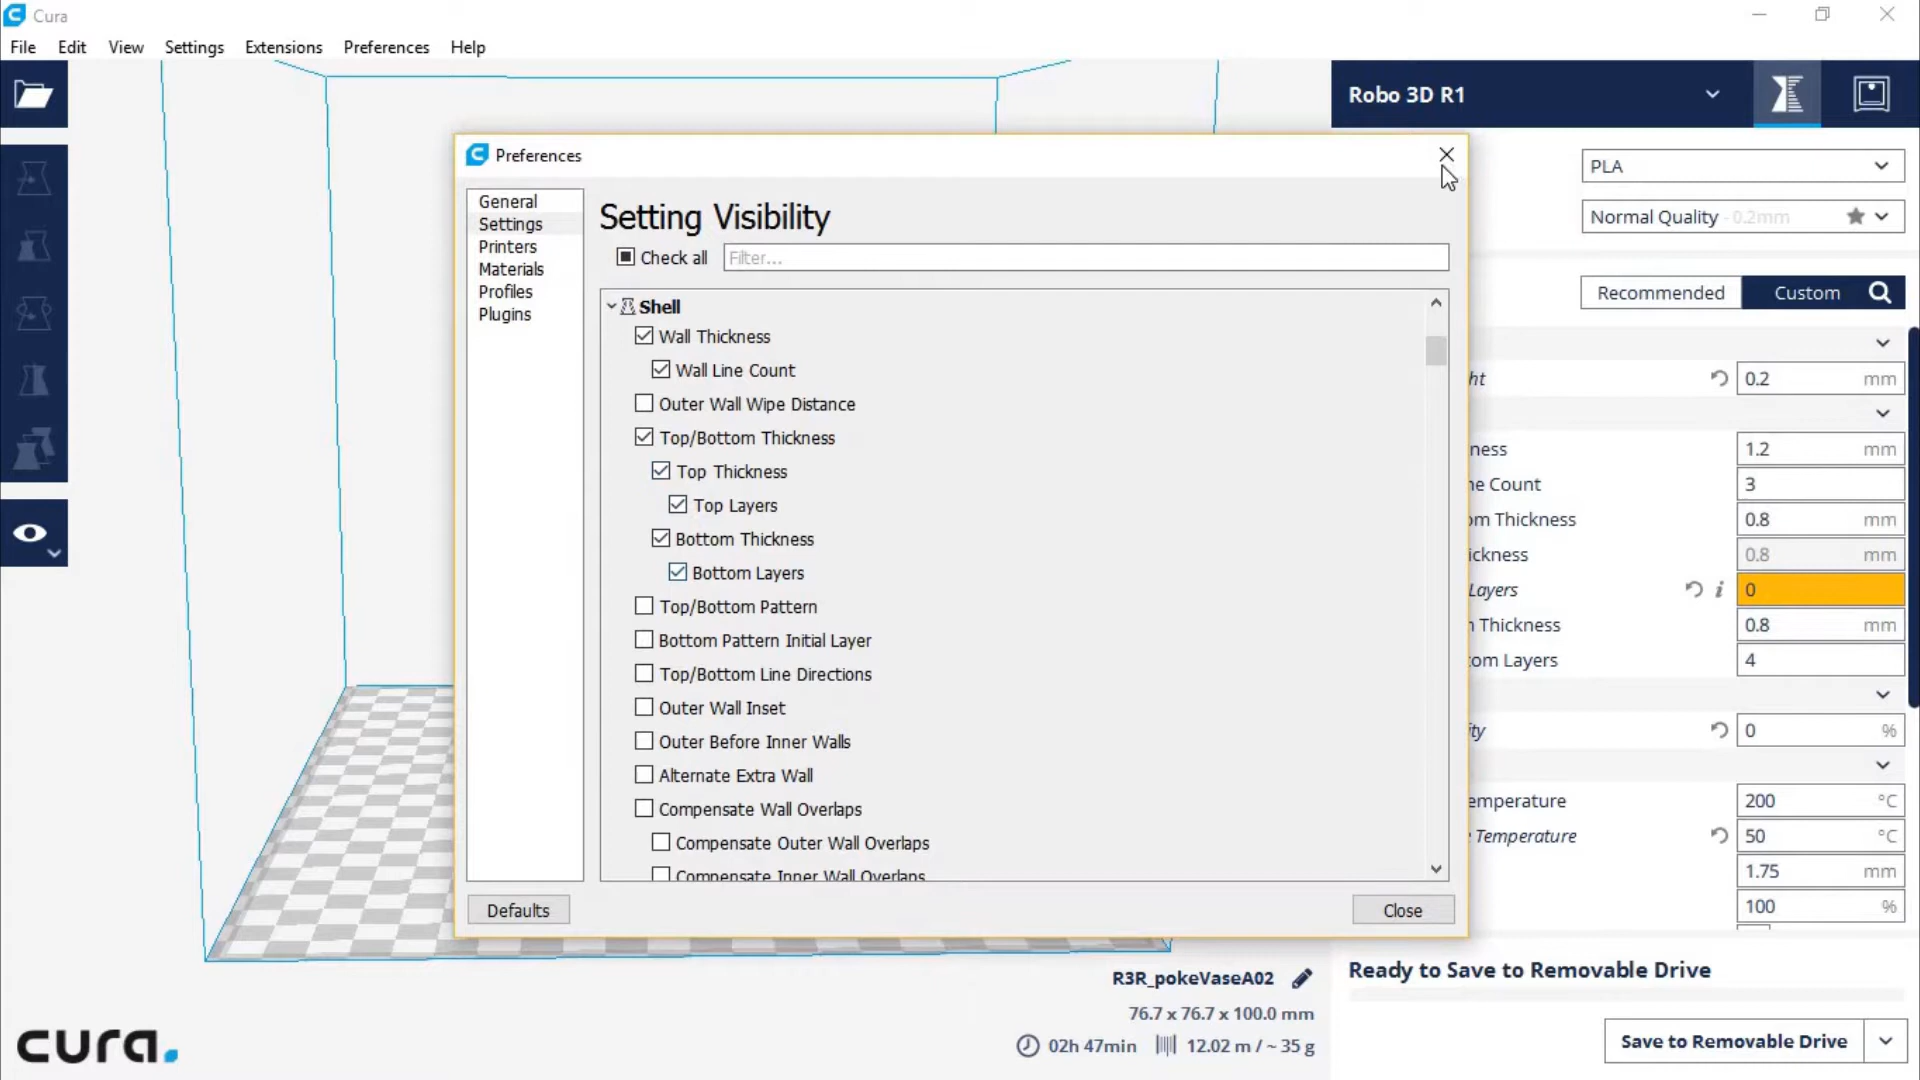 Cura
File Edit View Settings Extensions Preferences Help
Robo 3D R1
Preferences
PLA
General
Settings
Printers
Materials
Profiles
Plugins
Setting Visibility
Normal Quality - 0.2mm
Check all Filter...
Recommended Custom
Shell
Wall Thickness
Wall Line Count
Outer Wall Wipe Distance
Top/Bottom Thickness
Top Thickness
Top Layers
Bottom Thickness
Bottom Layers
Top/Bottom Pattern
Bottom Pattern Initial Layer
Top/Bottom Line Directions
Outer Wall Inset
Outer Before Inner Walls
Alternate Extra Wall
Compensate Wall Overlaps
Compensate Outer Wall Overlaps
Compensate Inner Wall Overlaps
Defaults Close
ht 0.2 mm
ness 1.2 mm
ne Count 3
om Thickness 0.8 mm
ickness 0.8 mm
Layers i 0
n Thickness 0.8 mm
tom Layers 4
ity 0 %
emperature 200 °C
e Temperature 50 °C
1.75 mm
100 %
R3R_pokeVaseA02
76.7 x 76.7 x 100.0 mm
02h 47min 12.02 m / ~ 35 g
Ready to Save to Removable Drive
Save to Removable Drive
cura.